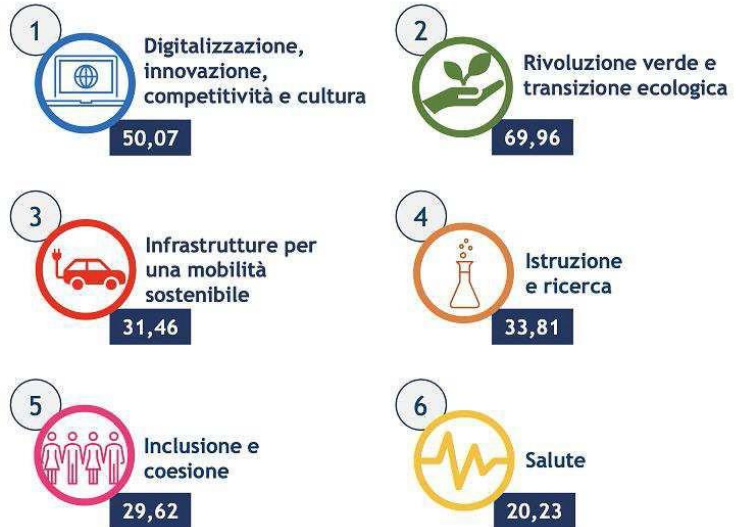 1
Digitalizzazione,
innovazione,
competitività e cultura
50,07
2
Rivoluzione verde e
transizione ecologica
69,96
3
Infrastrutture per
una mobilità
sostenibile
31,46
4
Istruzione
e ricerca
33,81
5
Inclusione e
coesione
29,62
6
Salute
20,23